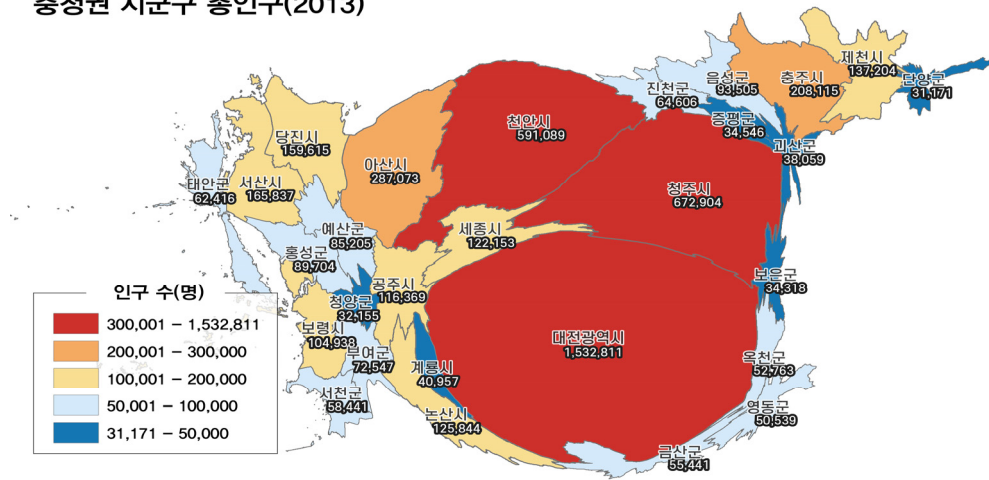 충청권 시군구 총인구(2013)
제천시
137,204
단양군
31,171
음성군
93,505
충주시
208,115
진천군
64,606
증평군
34,546
괴산군
38,059
천안시
591,089
당진시
159,615
아산시
287,073
태안군
62,416
서산시
165,837
청주시
672,904
예산군
85,205
세종시
122,153
홍성군
89,704
공주시
116,369
청양군
32,155
보은군
34,318
보령시
104,938
부여군
72,547
대전광역시
1,532,811
계룡시
40,957
옥천군
52,763
서천군
58,441
논산시
125,844
영동군
50,539
금산군
55,441
인구 수(명)
300,001 – 1,532,811
200,001 – 300,000
100,001 – 200,000
50,001 – 100,000
31,171 – 50,000